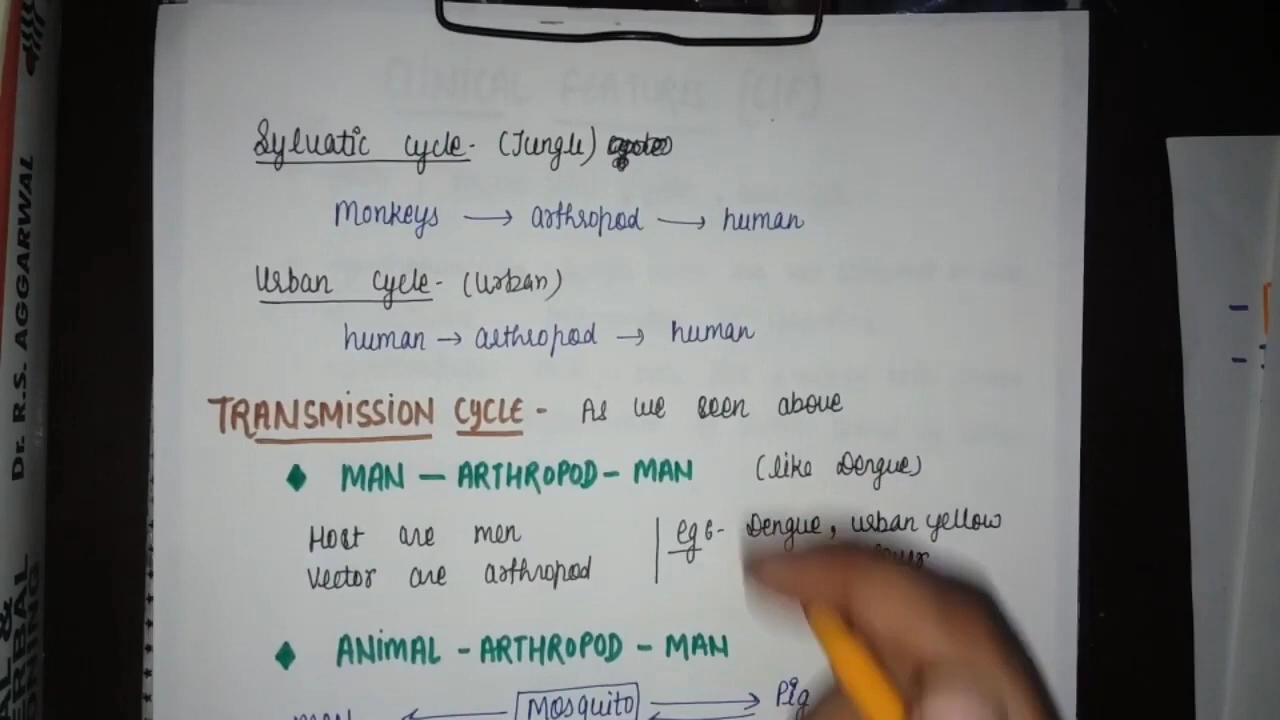 Sylvatic cycle- (Jungle)
Monkeys → arthropod → human
Urban cycle- (Urban)
human → arthropod → human
TRANSMISSION CYCLE - As we seen above
◆ MAN - ARTHROPOD - MAN (like Dengue)
Host are men
Vector are arthropod
eg:- Dengue, urban yellow
◆ ANIMAL - ARTHROPOD - MAN
Mosquito
Pig
Dr. R.S. AGGARWAL